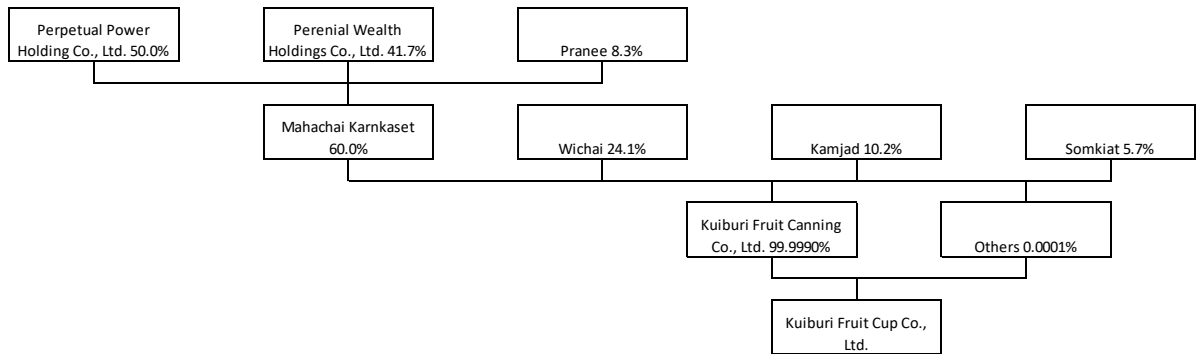 Perpetual Power
Holding Co., Ltd. 50.0%
Perenial Wealth
Holdings Co., Ltd. 41.7%
Pranee 8.3%
Mahachai Karnkaset
60.0%
Wichai 24.1%
Kamjad 10.2%
Somkiat 5.7%
Kuiburi Fruit Canning
Co., Ltd. 99.9990%
Others 0.0001%
Kuiburi Fruit Cup Co.,
Ltd.